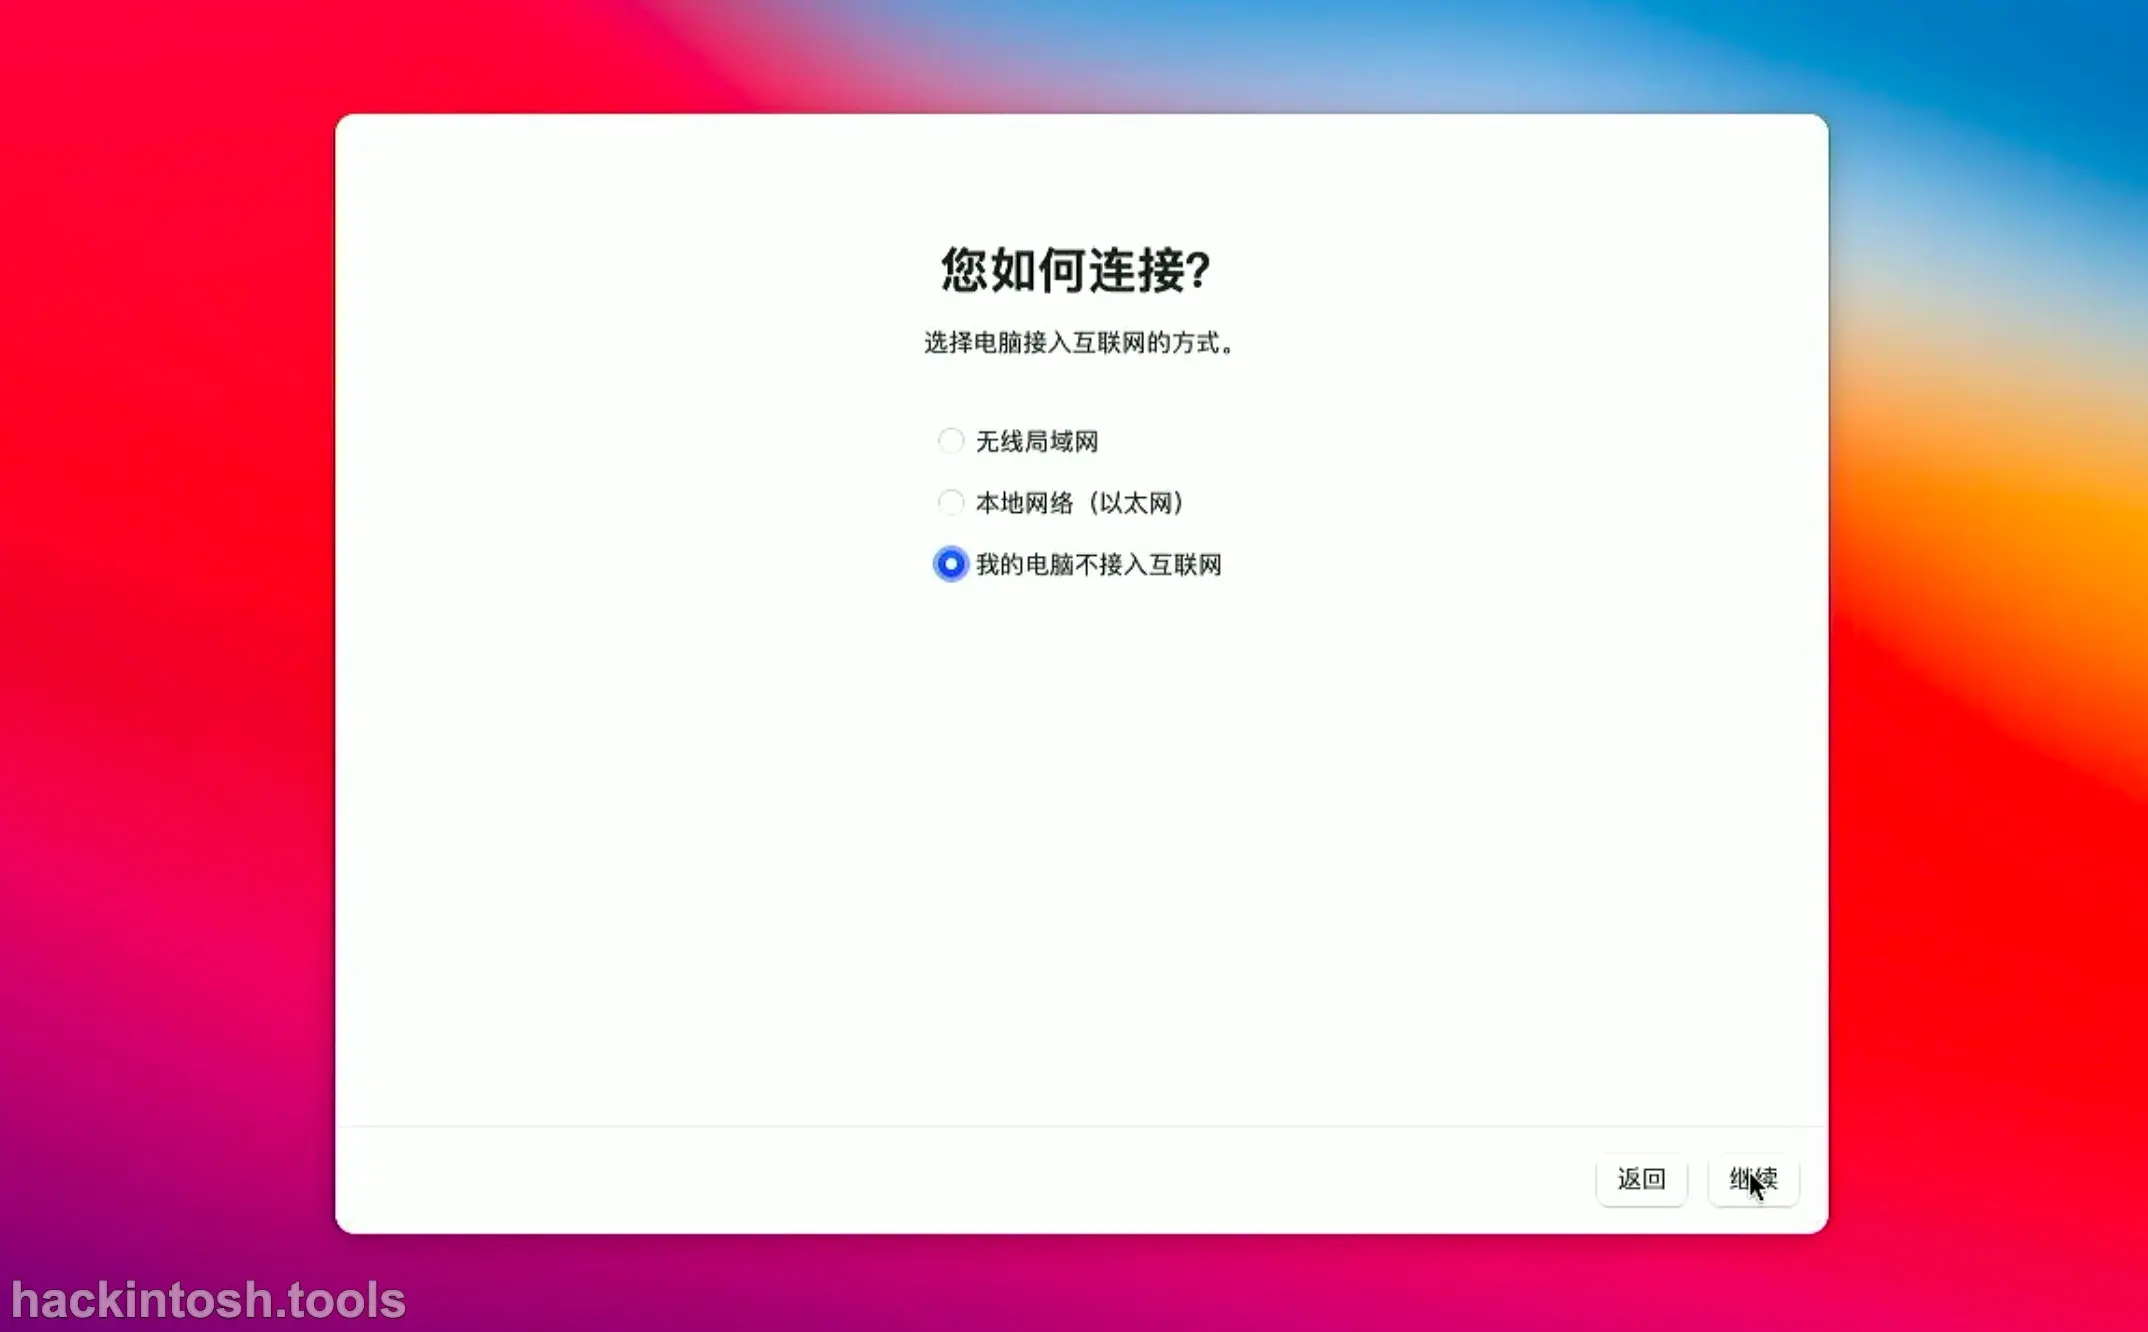 您如何连接?
选择电脑接入互联网的方式。
无线局域网
本地网络（以太网）
我的电脑不接入互联网
返回
继续
hackintosh.tools